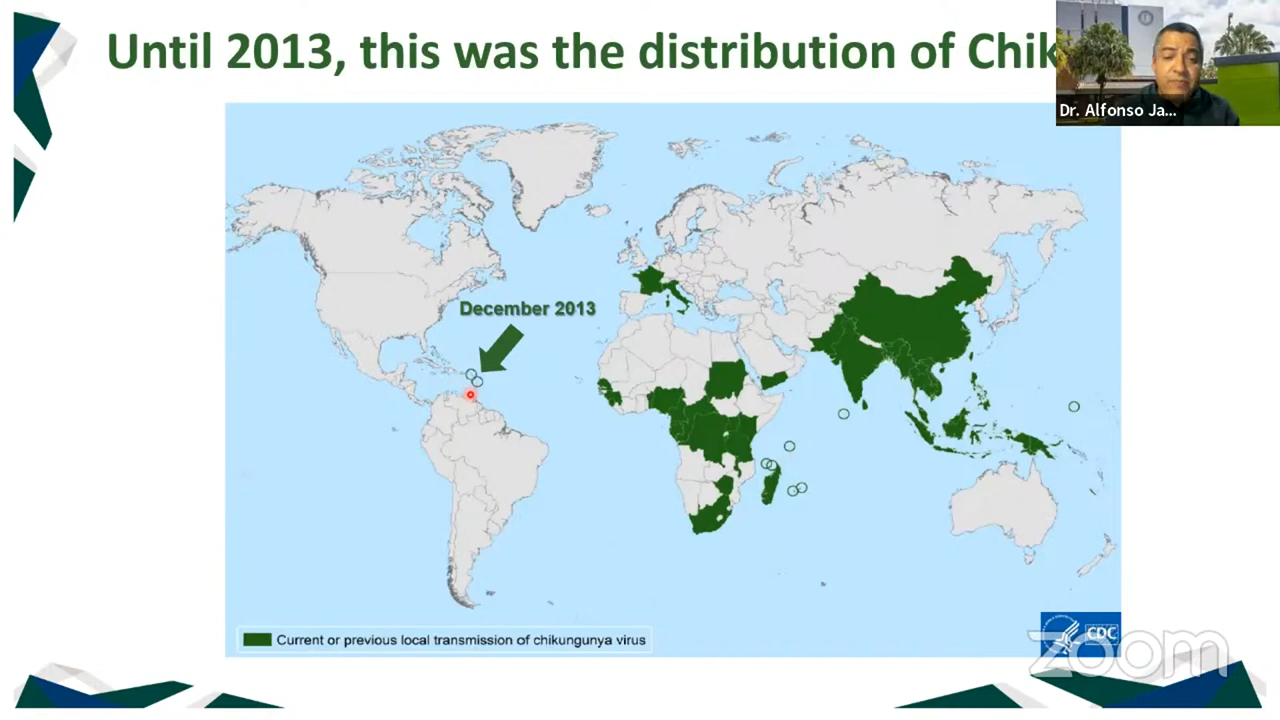 Until 2013, this was the distribution of Chik
Dr. Alfonso Ja...
December 2013
Current or previous local transmission of chikungunya virus
CDC
zoom